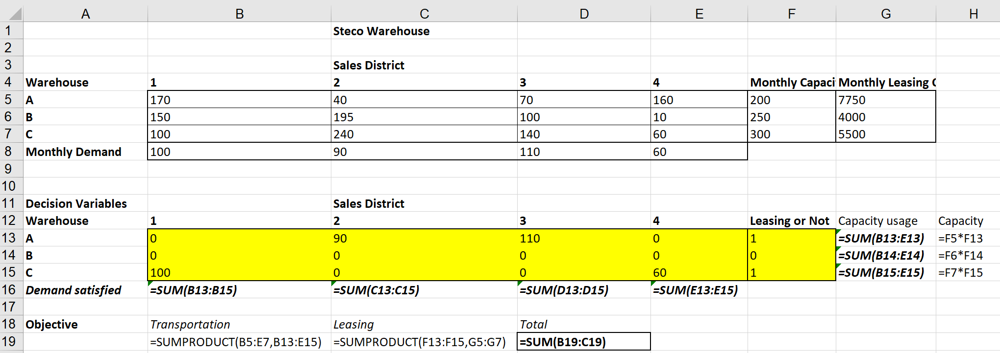 A B C D E F G H
1 Steco Warehouse
2
3 Sales District
4 Warehouse 1 2 3 4 Monthly Capaci Monthly Leasing C
5 A 170 40 70 160 200 7750
6 B 150 195 100 10 250 4000
7 C 100 240 140 60 300 5500
8 Monthly Demand 100 90 110 60
9
10
11 Decision Variables Sales District
12 Warehouse 1 2 3 4 Leasing or Not Capacity usage Capacity
13 A 0 90 110 0 1 =SUM(B13:E13) =F5*F13
14 B 0 0 0 0 0 =SUM(B14:E14) =F6*F14
15 C 100 0 0 60 1 =SUM(B15:E15) =F7*F15
16 Demand satisfied =SUM(B13:B15) =SUM(C13:C15) =SUM(D13:D15) =SUM(E13:E15)
17
18 Objective Transportation Leasing Total
19 =SUMPRODUCT(B5:E7,B13:E15) =SUMPRODUCT(F13:F15,G5:G7) =SUM(B19:C19)